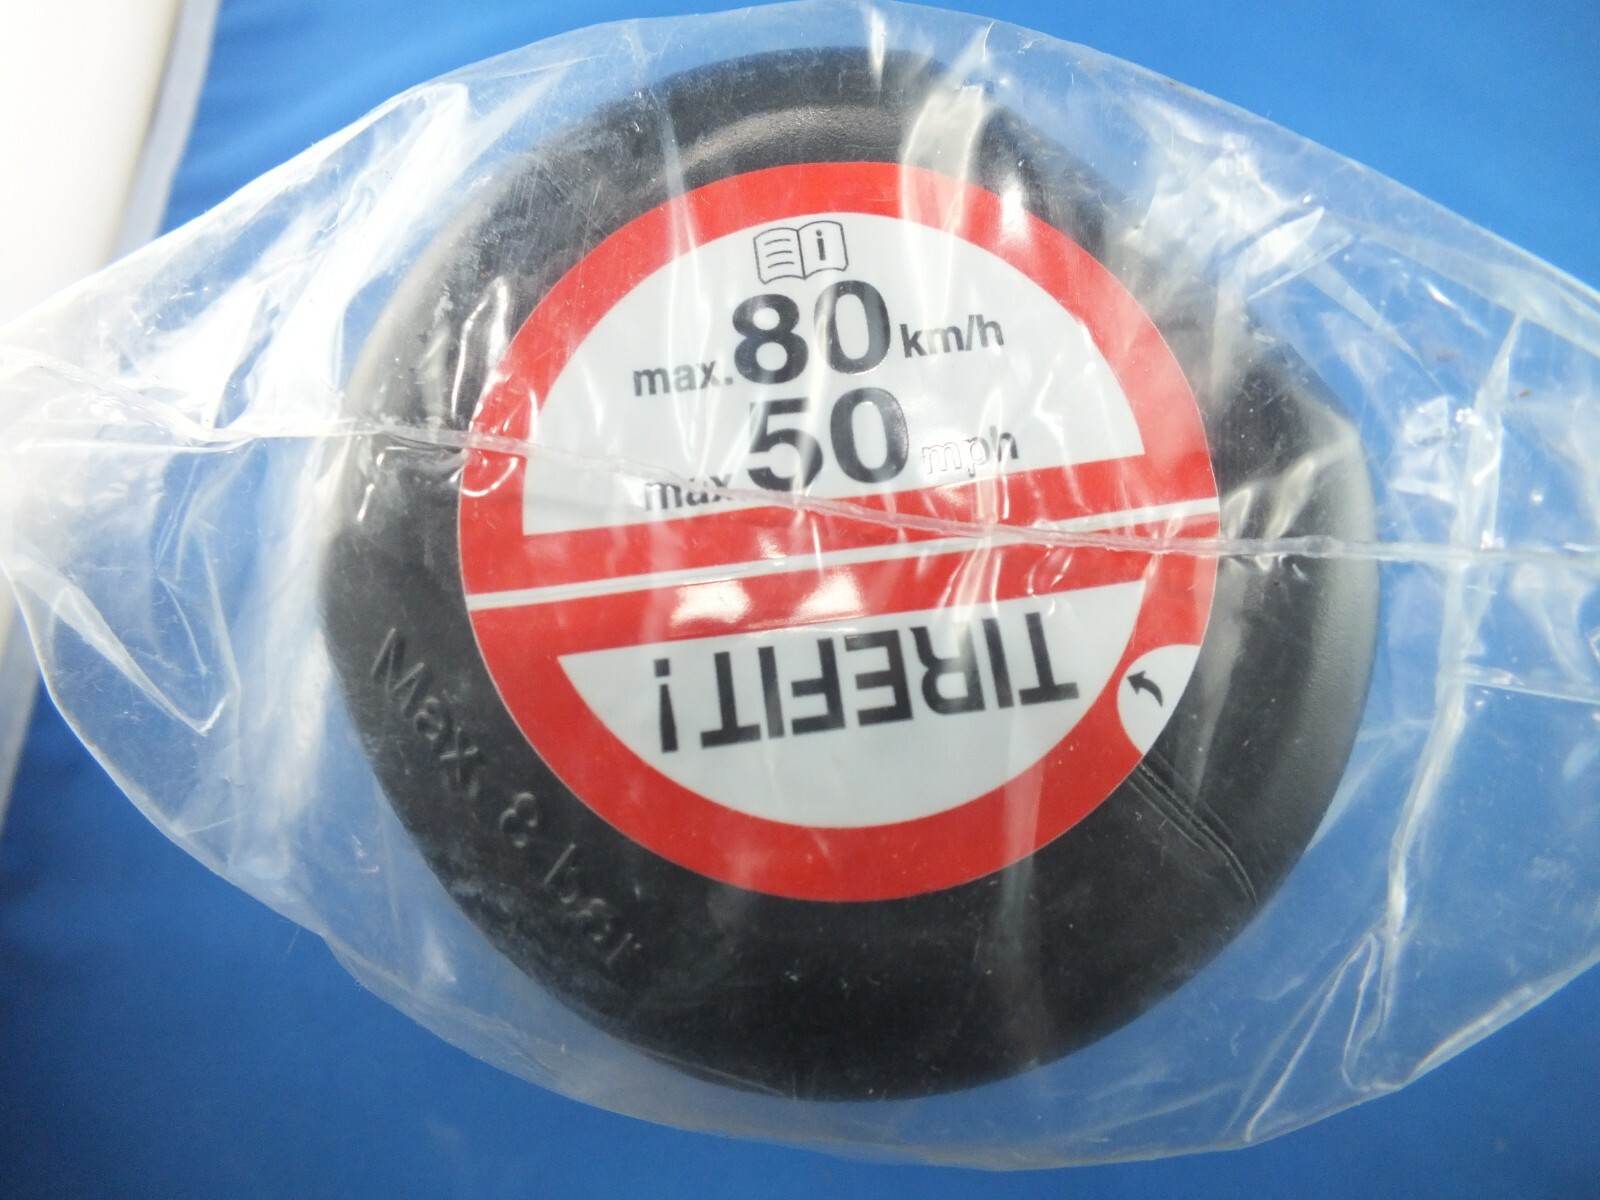 i
max. 80 km/h
max. 50 mph
TIREFIT!
Max. 8 bar